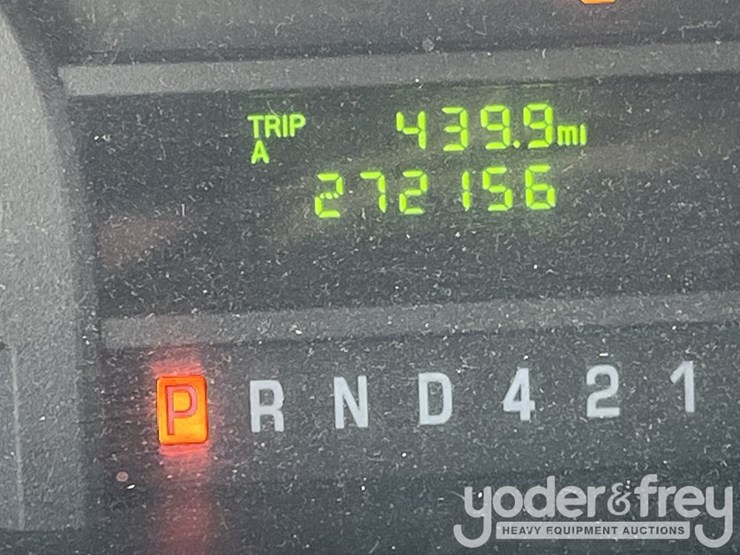 TRIP 439.9mi
A
272156
P R N D 4 2 1
yoder&frey
HEAVY EQUIPMENT AUCTIONS